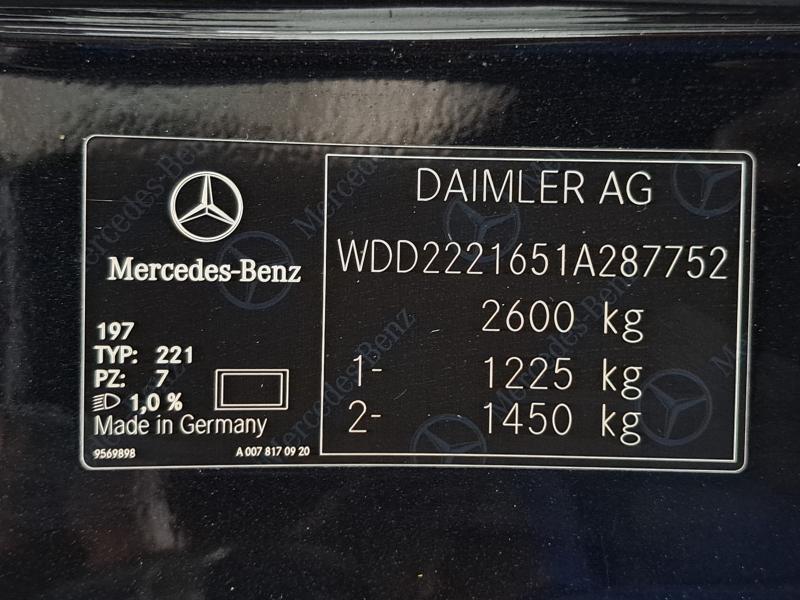 Mercedes-Benz
197
TYP: 221
PZ: 7
1,0 %
Made in Germany
9569898
A 007 817 09 20
DAIMLER AG
WDD2221651A287752
2600 kg
1- 1225 kg
2- 1450 kg